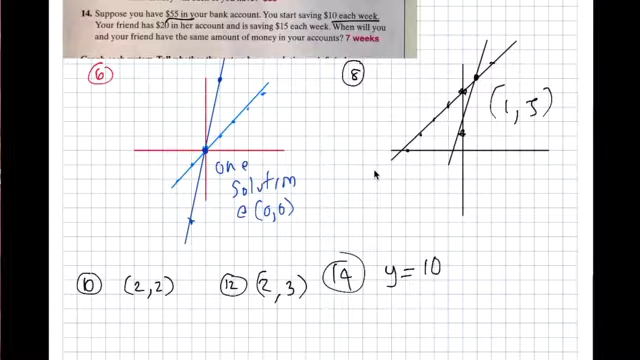 14. Suppose you have $55 in your bank account. You start saving $10 each week.
Your friend has $20 in her account and is saving $15 each week. When will you
and your friend have the same amount of money in your accounts? 7 weeks
6
8
(1, 5)
one
solution
@ (0,0)
10 (2,2) 12 (2,3) 14 y = 10